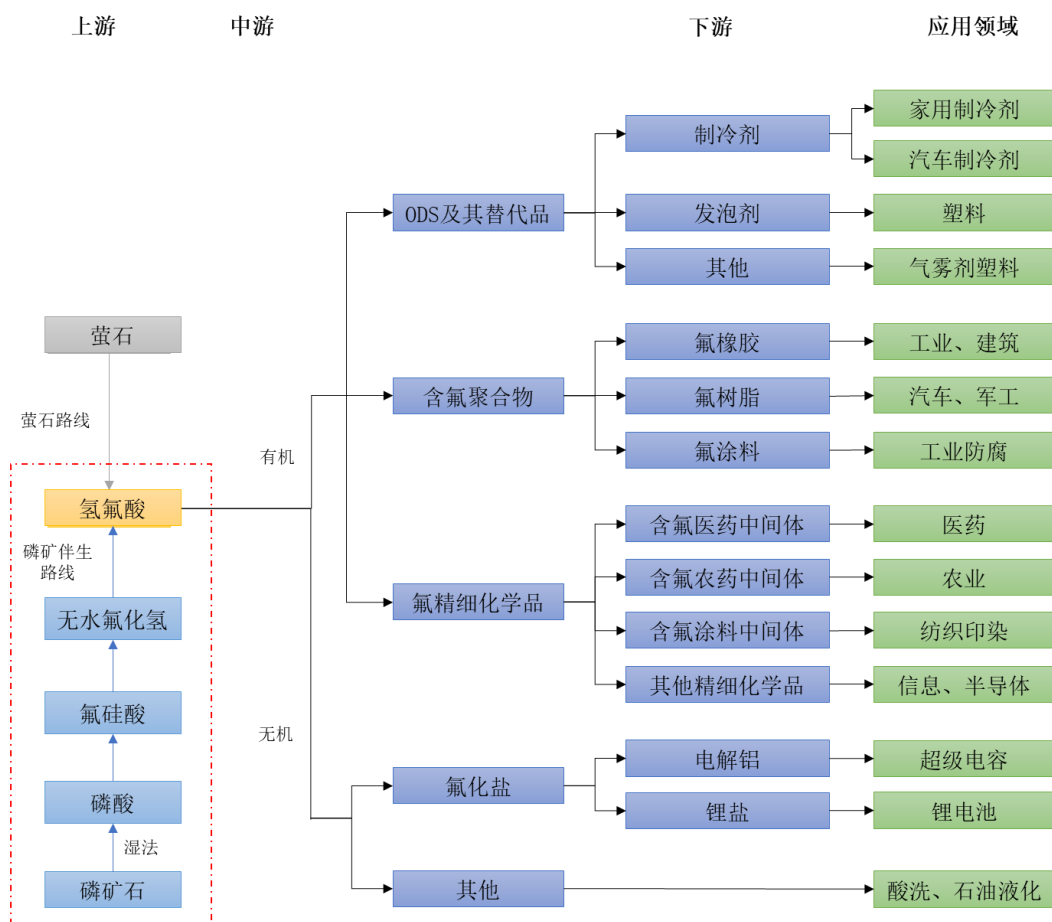 上游
中游
下游
应用领域
家用制冷剂
制冷剂
汽车制冷剂
ODS及其替代品
发泡剂
塑料
其他
气雾剂塑料
萤石
萤石路线
氟橡胶
工业、建筑
含氟聚合物
氟树脂
汽车、军工
氟涂料
工业防腐
有机
氢氟酸
磷矿伴生
路线
无水氟化氢
氟硅酸
磷酸
湿法
磷矿石
含氟医药中间体
医药
含氟农药中间体
农业
氟精细化学品
含氟涂料中间体
纺织印染
其他精细化学品
信息、半导体
无机
电解铝
超级电容
氟化盐
锂盐
锂电池
其他
酸洗、石油液化